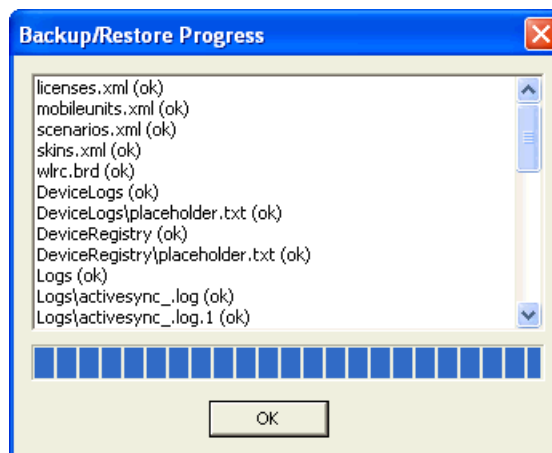 Backup/Restore Progress
licenses.xml (ok)
mobileunits.xml (ok)
scenarios.xml (ok)
skins.xml (ok)
wlrc.brd (ok)
DeviceLogs (ok)
DeviceLogs\placeholder.txt (ok)
DeviceRegistry (ok)
DeviceRegistry\placeholder.txt (ok)
Logs (ok)
Logs\activesync_.log (ok)
Logs\activesync_.log.1 (ok)
OK